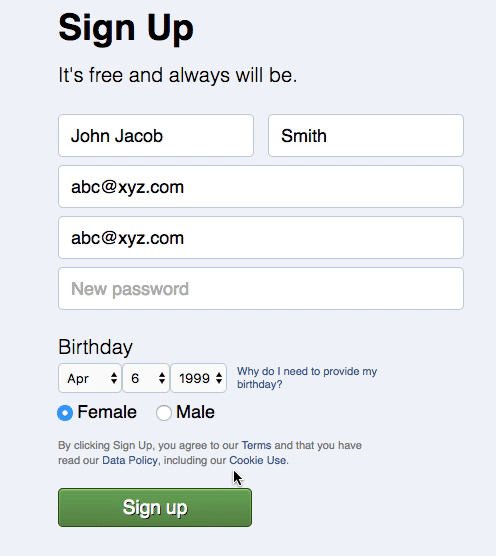 Sign Up
It's free and always will be.
John Jacob Smith
abc@xyz.com
abc@xyz.com
New password
Birthday
Apr 6 1999 Why do I need to provide my
birthday?
Female Male
By clicking Sign Up, you agree to our Terms and that you have
read our Data Policy, including our Cookie Use.
Sign up